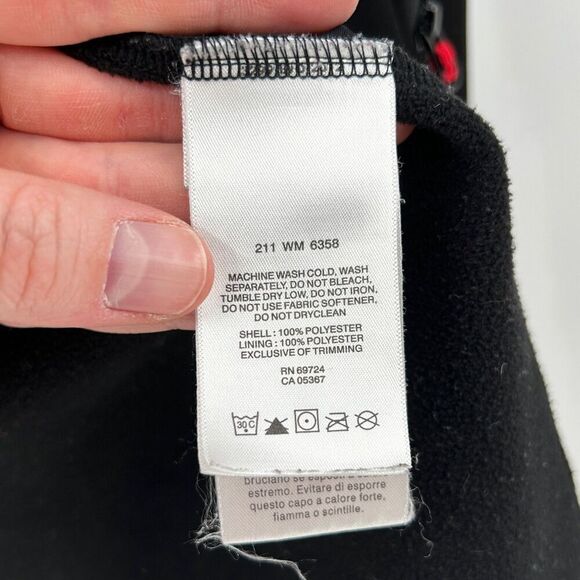 211 WM 6358
MACHINE WASH COLD, WASH
SEPARATELY, DO NOT BLEACH,
TUMBLE DRY LOW, DO NOT IRON,
DO NOT USE FABRIC SOFTENER,
DO NOT DRYCLEAN
SHELL : 100% POLYESTER
LINING : 100% POLYESTER
EXCLUSIVE OF TRIMMING
RN 69724
CA 05367
30 C
bruciano se esposti a
estremo. Evitare di esporre
questo capo a calore forte,
fiamma o scintille.